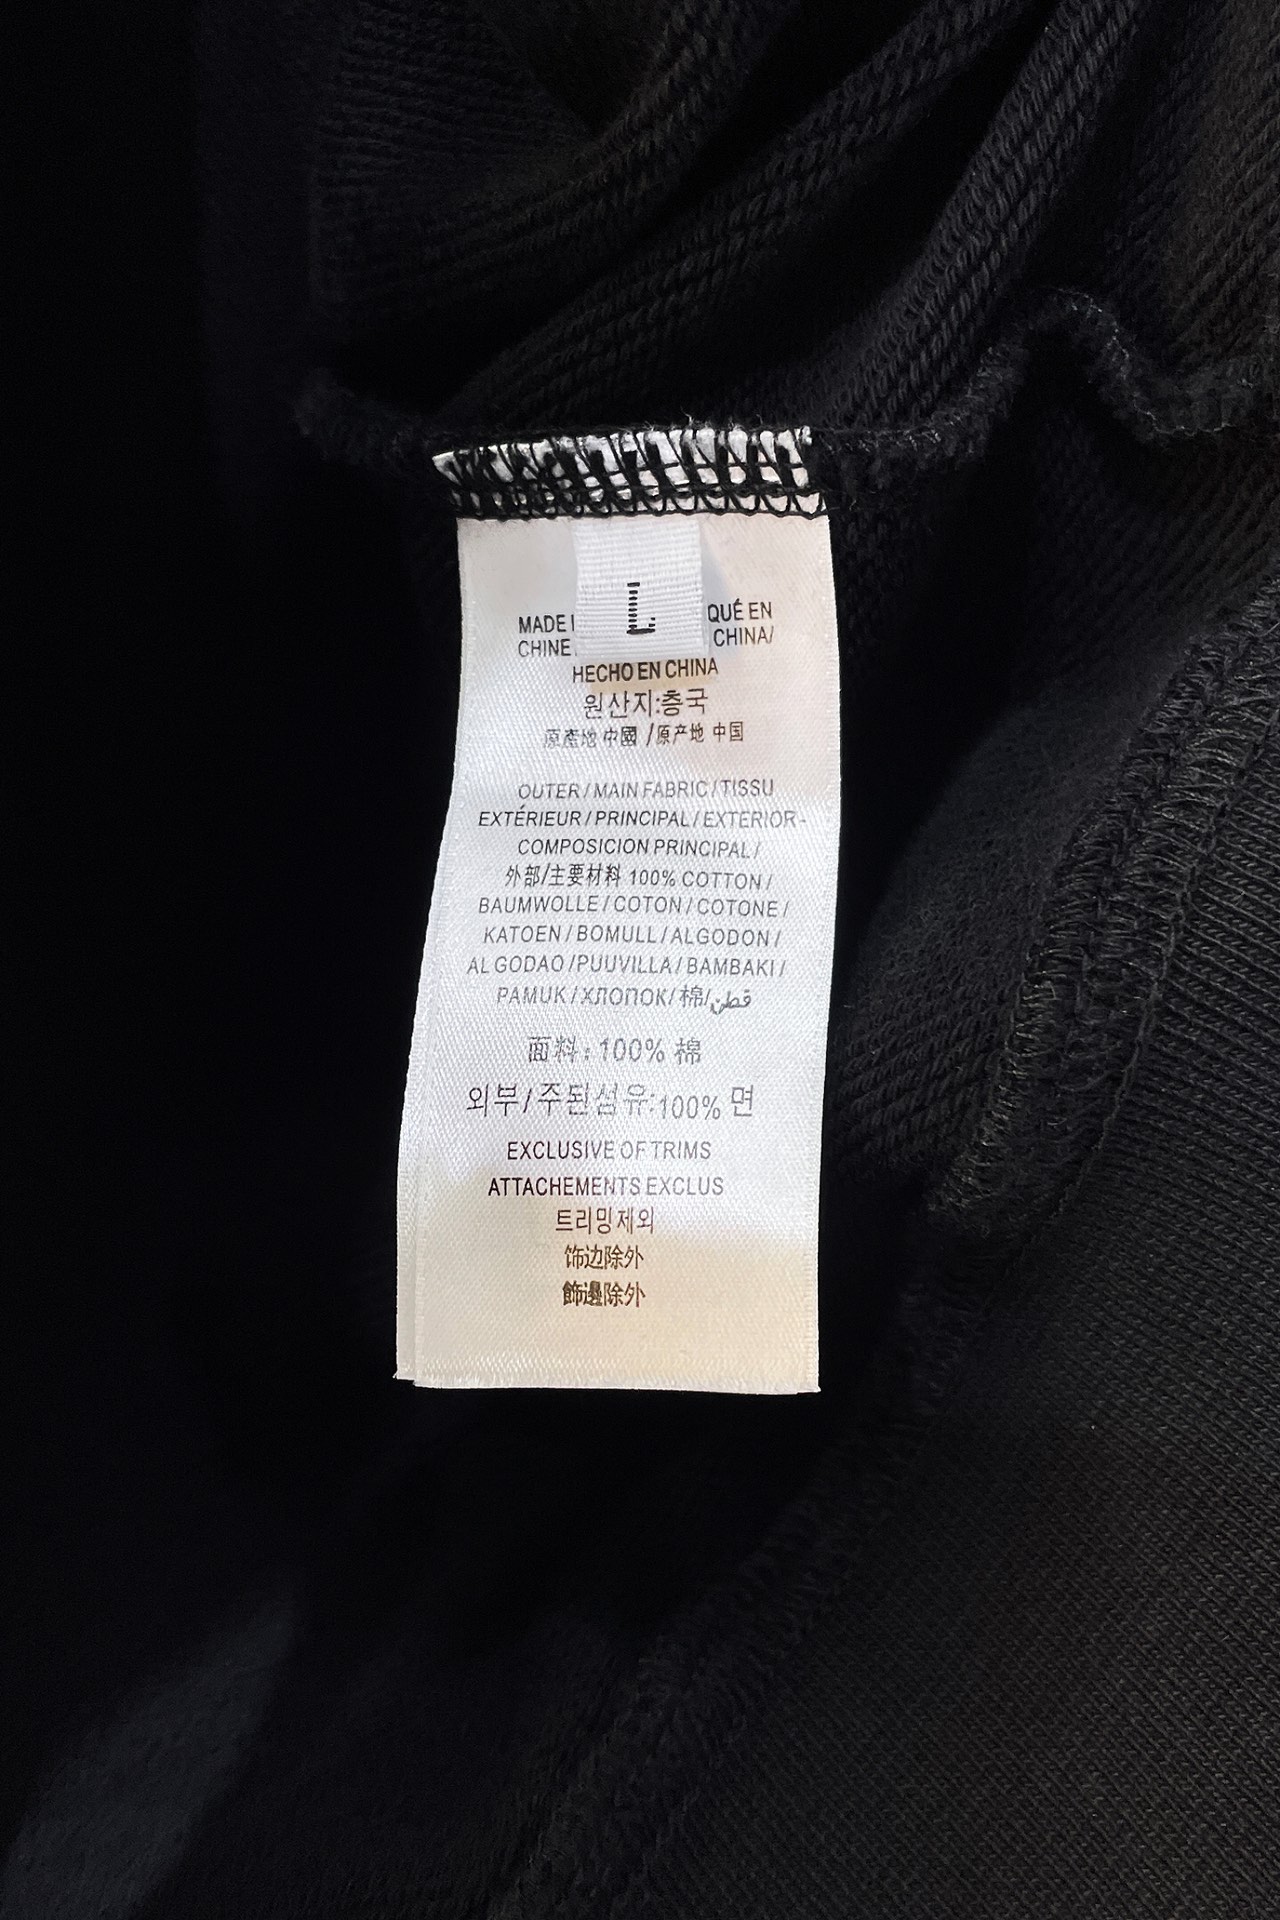 L
MADE I
QUÉ EN
CHINE
CHINA/
HECHO EN CHINA
원산지:층국
原產地 中國 /原产地 中国
OUTER / MAIN FABRIC / TISSU
EXTÉRIEUR / PRINCIPAL / EXTERIOR-
COMPOSICION PRINCIPAL /
外部/主要材料 100% COTTON /
BAUMWOLLE / COTON / COTONE /
KATOEN / BOMULL / ALGODON /
ALGODAO /PUUVILLA / BAMBAKI /
PAMUK / ХЛОПОК/ 棉/قطن
面料: 100% 棉
외부/주된섬유:100% 면
EXCLUSIVE OF TRIMS
ATTACHEMENTS EXCLUS
트리밍제외
饰边除外
飾邊除外